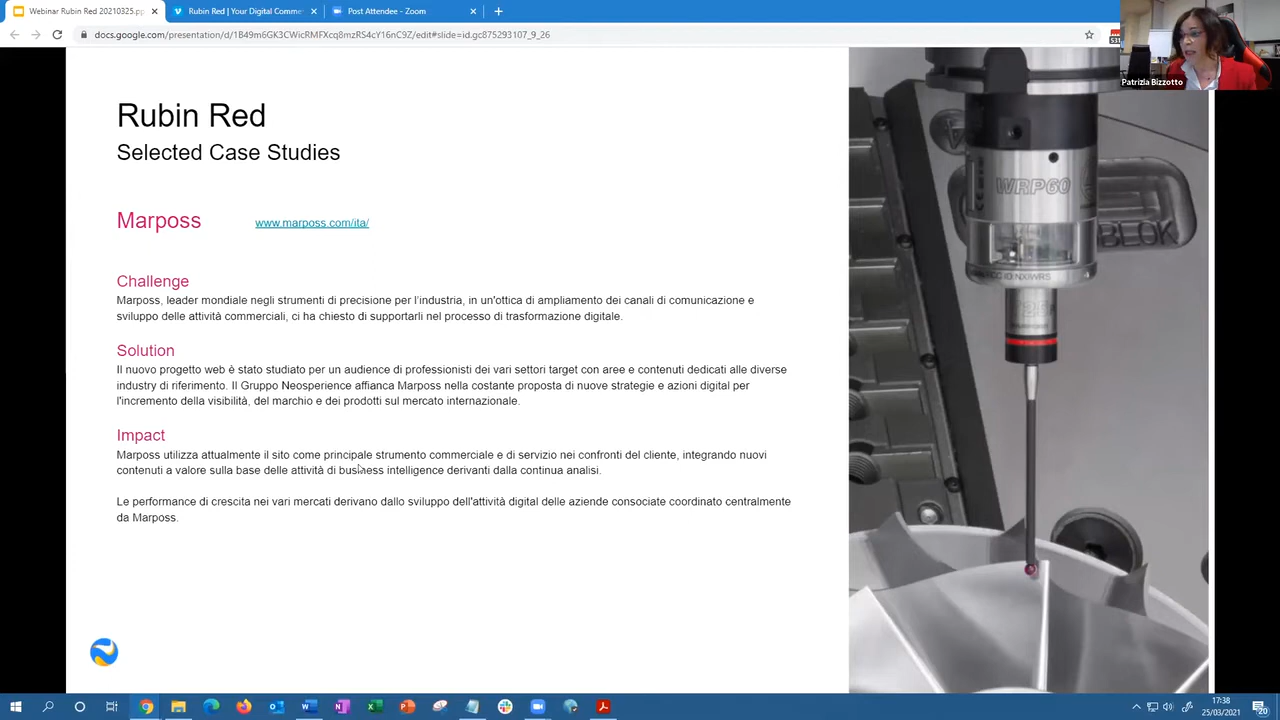 Webinar Rubin Red 20210325.pp
Rubin Red | Your Digital Comme
Post Attendee - Zoom
docs.google.com/presentation/d/1B49m6GK3CWicRMFXcq8mzRS4cY16nC9Z/edit#slide=id.gc875293107_9_26
Patrizia Bizzotto
Rubin Red
Selected Case Studies
Marposs
www.marposs.com/ita/
Challenge
Marposs, leader mondiale negli strumenti di precisione per l'industria, in un'ottica di ampliamento dei canali di comunicazione e
sviluppo delle attività commerciali, ci ha chiesto di supportarli nel processo di trasformazione digitale.
Solution
Il nuovo progetto web è stato studiato per un audience di professionisti dei vari settori target con aree e contenuti dedicati alle diverse
industry di riferimento. Il Gruppo Neosperience affianca Marposs nella costante proposta di nuove strategie e azioni digital per
l'incremento della visibilità, del marchio e dei prodotti sul mercato internazionale.
Impact
Marposs utilizza attualmente il sito come principale strumento commerciale e di servizio nei confronti del cliente, integrando nuovi
contenuti a valore sulla base delle attività di business intelligence derivanti dalla continua analisi.
Le performance di crescita nei vari mercati derivano dallo sviluppo dell'attività digital delle aziende consociate coordinato centralmente
da Marposs.
WRP60
BLOK
17:38
25/03/2021
20